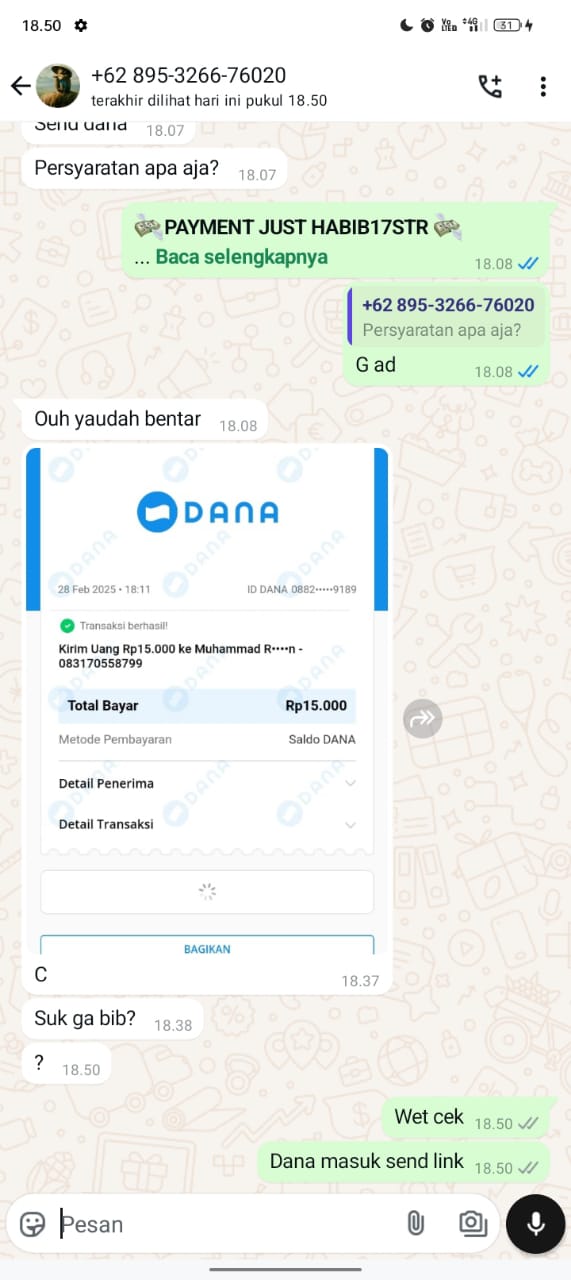 18.50
Vo
LTE
4G
31
+62 895-3266-76020
terakhir dilihat hari ini pukul 18.50
Send dana 18.07
Persyaratan apa aja? 18.07
PAYMENT JUST HABIB17STR
... Baca selengkapnya 18.08
+62 895-3266-76020
Persyaratan apa aja?
G ad 18.08
Ouh yaudah bentar 18.08
DANA
28 Feb 2025 • 18:11 ID DANA 0882•••••9189
Transaksi berhasil!
Kirim Uang Rp15.000 ke Muhammad R••••n -
083170558799
Total Bayar Rp15.000
Metode Pembayaran Saldo DANA
Detail Penerima
Detail Transaksi
BAGIKAN
C 18.37
Suk ga bib? 18.38
? 18.50
Wet cek 18.50
Dana masuk send link 18.50
Pesan